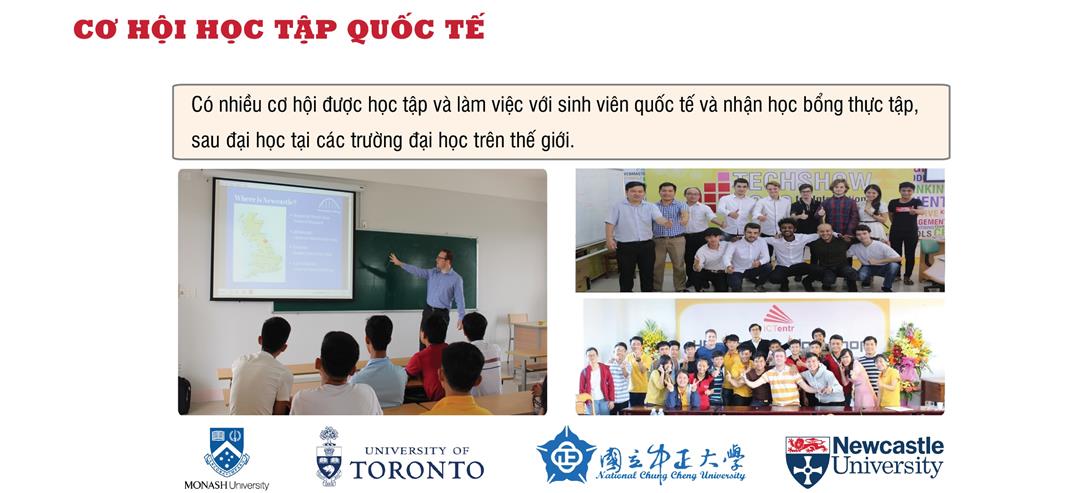 CƠ HỘI HỌC TẬP QUỐC TẾ
Có nhiều cơ hội được học tập và làm việc với sinh viên quốc tế và nhận học bổng thực tập,
sau đại học tại các trường đại học trên thế giới.
Where is Newcastle?
TECHSHOW
iCTentr
MONASH University
UNIVERSITY OF
TORONTO
國立中正大學
National Chung Cheng University
Newcastle
University